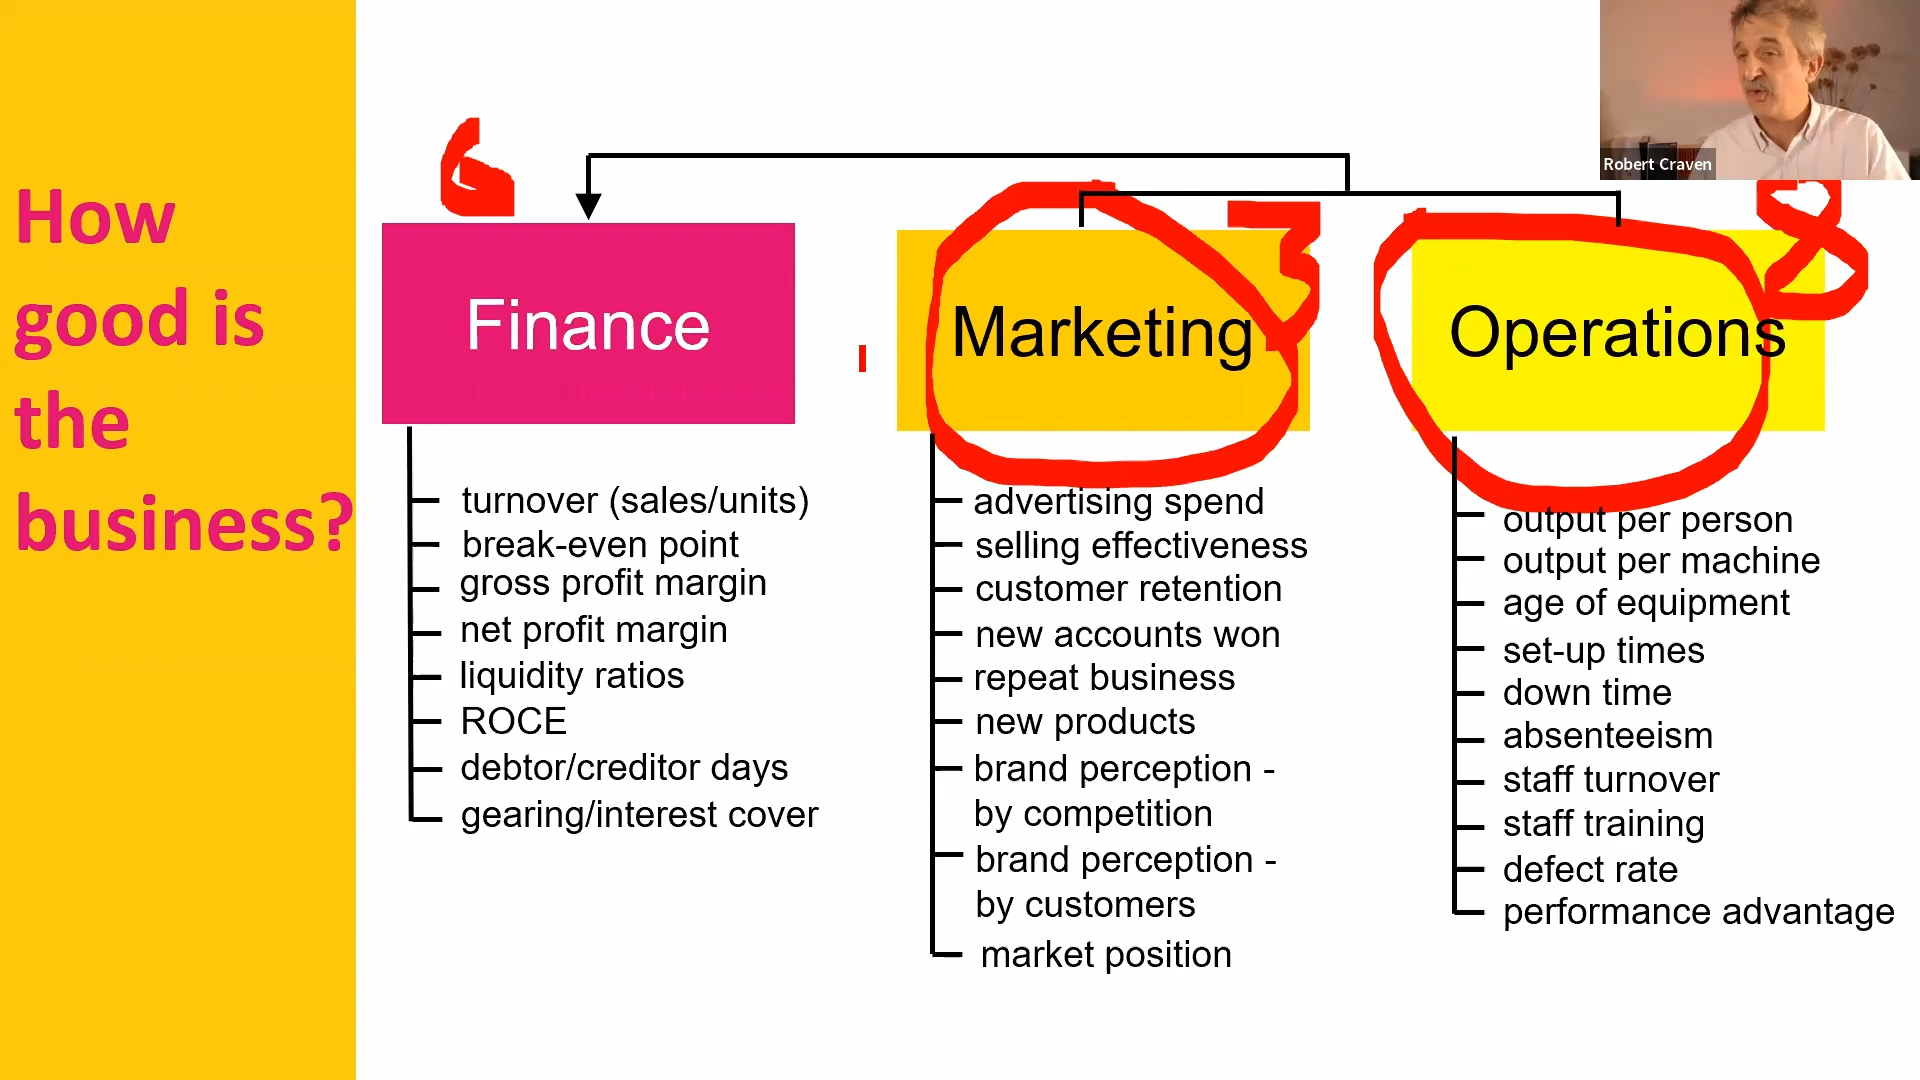 How
good is
the
business?
6
3
8
Robert Craven
Finance
turnover (sales/units)
break-even point
gross profit margin
net profit margin
liquidity ratios
ROCE
debtor/creditor days
gearing/interest cover
Marketing
advertising spend
selling effectiveness
customer retention
new accounts won
repeat business
new products
brand perception -
by competition
brand perception -
by customers
market position
Operations
output per person
output per machine
age of equipment
set-up times
down time
absenteeism
staff turnover
staff training
defect rate
performance advantage